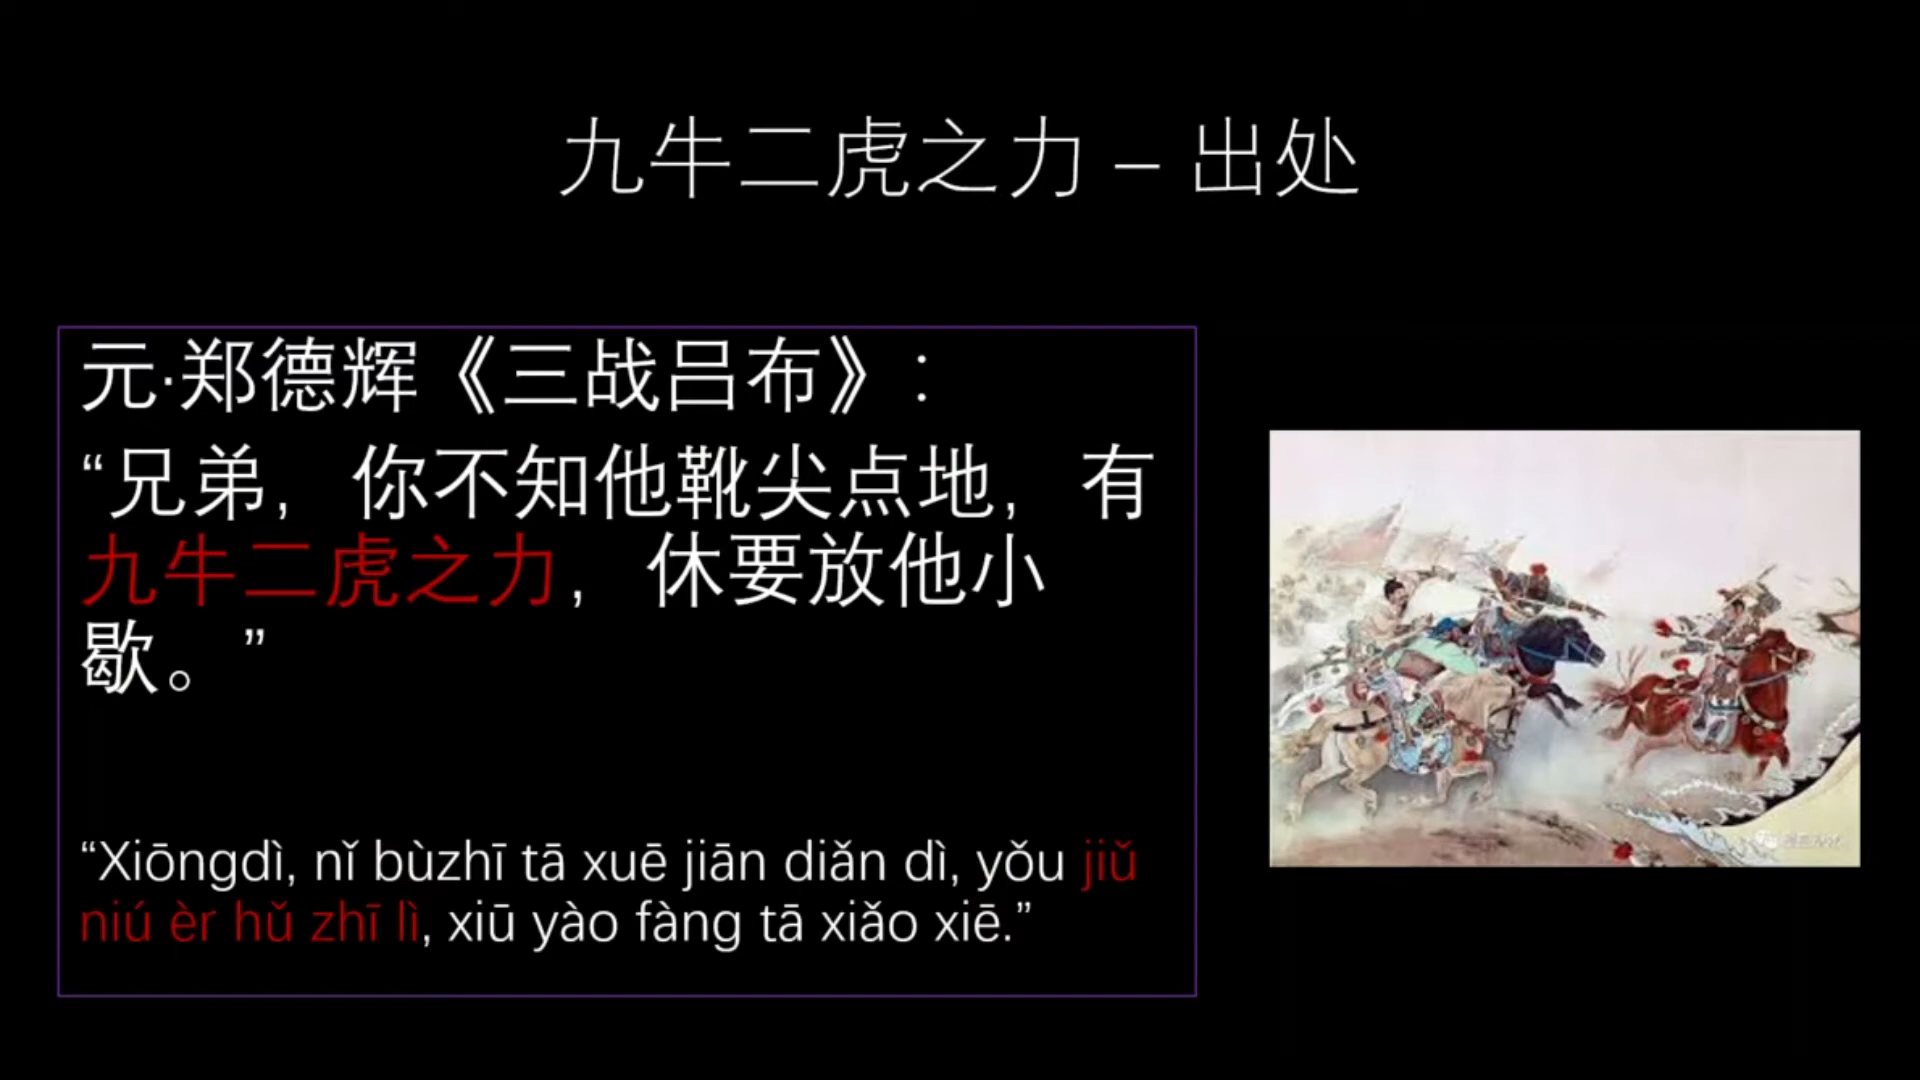 九牛二虎之力 – 出处
元·郑德辉《三战吕布》：
“兄弟，你不知他靴尖点地，有
九牛二虎之力，休要放他小
歇。”
“Xiōngdì, nǐ bùzhī tā xuē jiān diǎn dì, yǒu jiǔ
niú èr hǔ zhī lì, xiū yào fàng tā xiǎo xiē.”